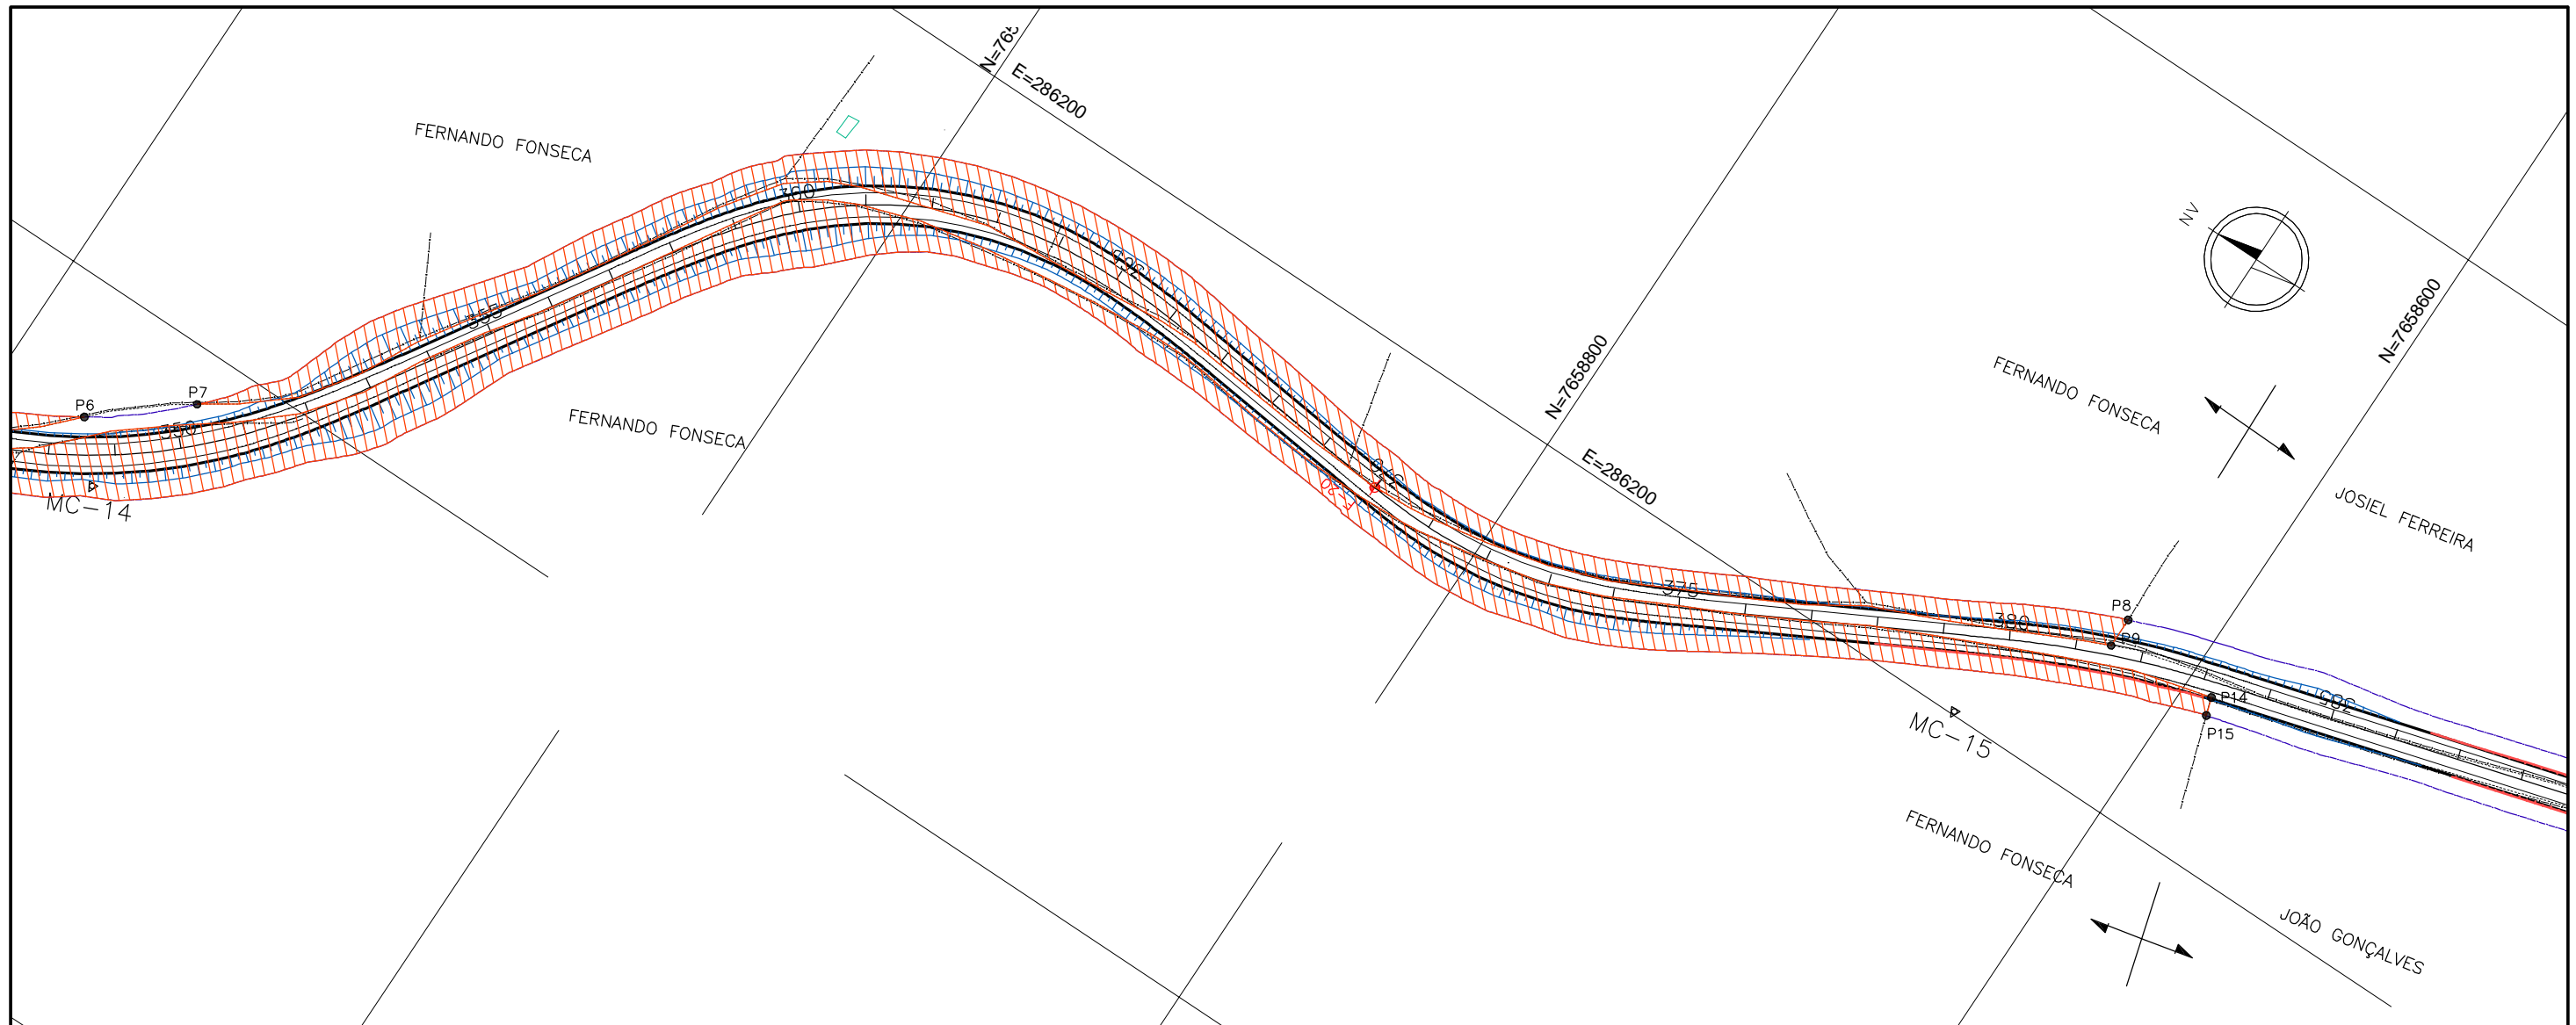 N=765
E=286200
FERNANDO FONSECA
360
NV
365
N=7658600
355
N=7658800
FERNANDO FONSECA
P7
P6
FERNANDO FONSECA
350
E=286200
370
JOSIEL FERREIRA
MC-14
375
P8
380
P9
P14
385
MC-15
P15
FERNANDO FONSECA
JOÃO GONÇALVES